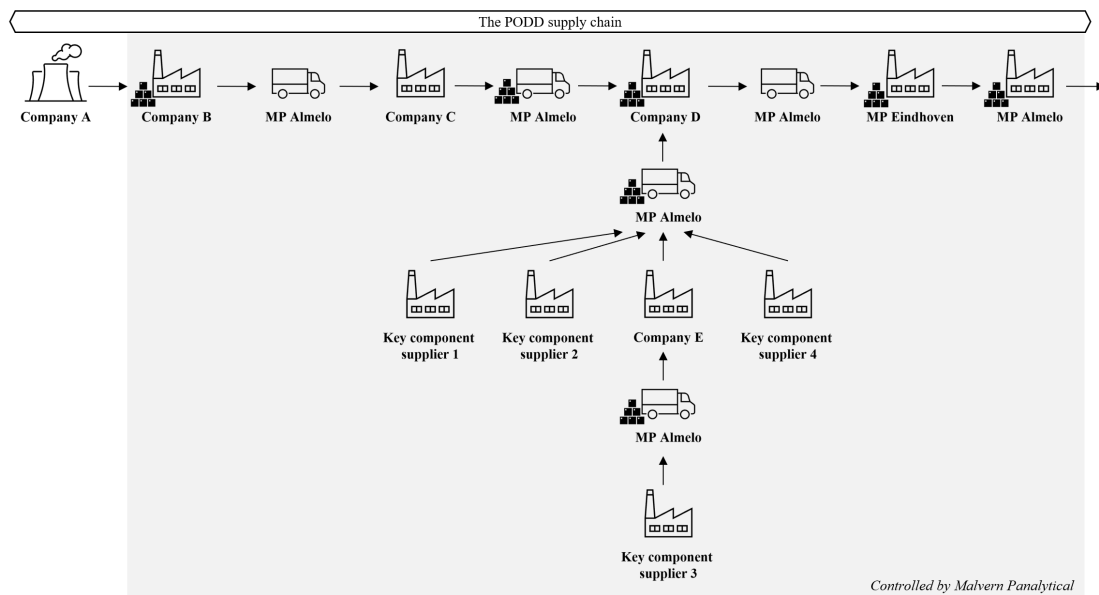 The PODD supply chain
Company A
Company B
MP Almelo
Company C
MP Almelo
Company D
MP Almelo
MP Eindhoven
MP Almelo
MP Almelo
Key component
supplier 1
Key component
supplier 2
Company E
Key component
supplier 4
MP Almelo
Key component
supplier 3
Controlled by Malvern Panalytical